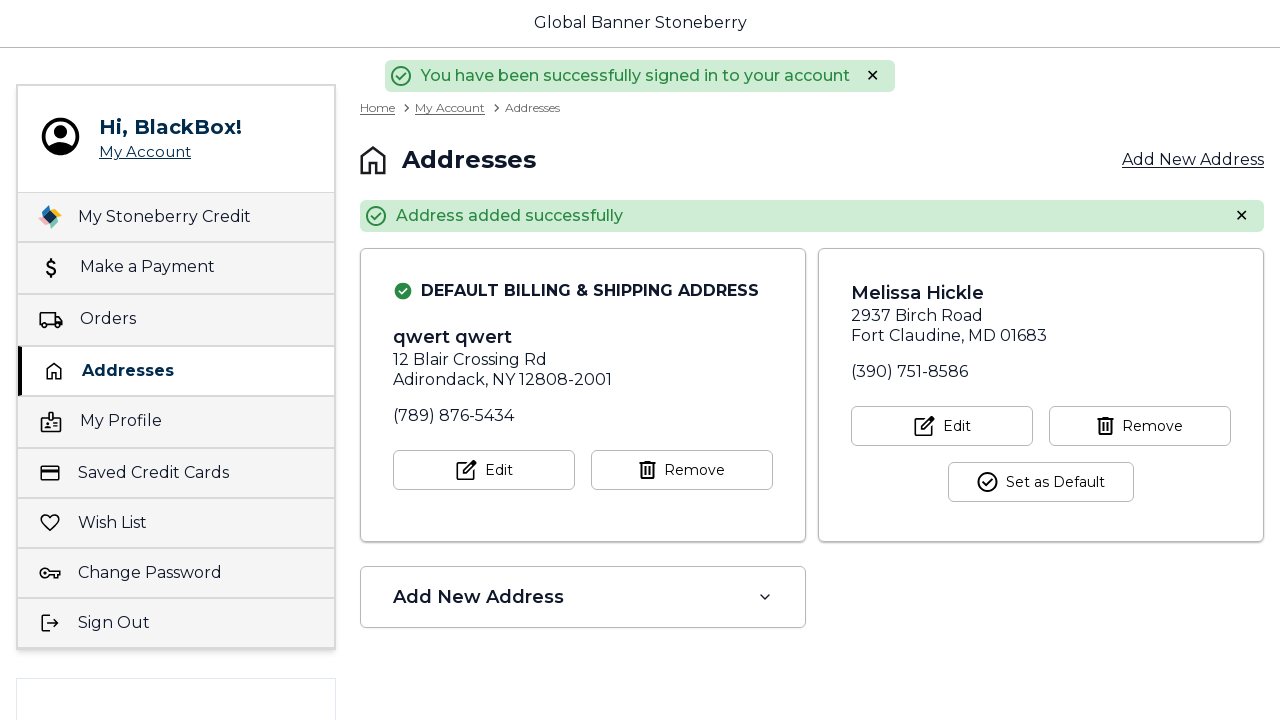 Global Banner Stoneberry
You have been successfully signed in to your account
Hi, BlackBox!
My Account
My Stoneberry Credit
Make a Payment
Orders
Addresses
My Profile
Saved Credit Cards
Wish List
Change Password
Sign Out
Home > My Account > Addresses
Addresses
Add New Address
Address added successfully
DEFAULT BILLING & SHIPPING ADDRESS
qwert qwert
12 Blair Crossing Rd
Adirondack, NY 12808-2001
(789) 876-5434
Edit
Remove
Melissa Hickle
2937 Birch Road
Fort Claudine, MD 01683
(390) 751-8586
Edit
Remove
Set as Default
Add New Address